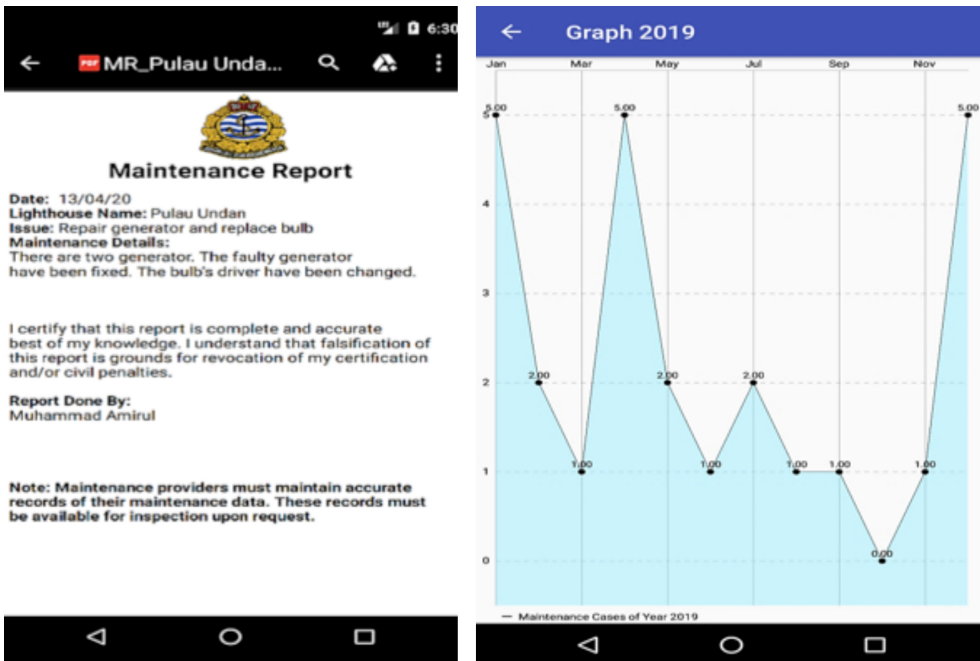 6:30
PDF MR_Pulau Unda...
Maintenance Report
Date: 13/04/20
Lighthouse Name: Pulau Undan
Issue: Repair generator and replace bulb
Maintenance Details:
There are two generator. The faulty generator
have been fixed. The bulb's driver have been changed.
I certify that this report is complete and accurate
best of my knowledge. I understand that falsification of
this report is grounds for revocation of my certification
and/or civil penalties.
Report Done By:
Muhammad Amirul
Note: Maintenance providers must maintain accurate
records of their maintenance data. These records must
be available for inspection upon request.
Graph 2019
Jan Mar May Jul Sep Nov
5.00 5.00 5.00
5
4
3
2.00 2.00 2.00
2
1.00 1.00 1.00 1.00 1.00
1
0.00
0
Maintenance Cases of Year 2019